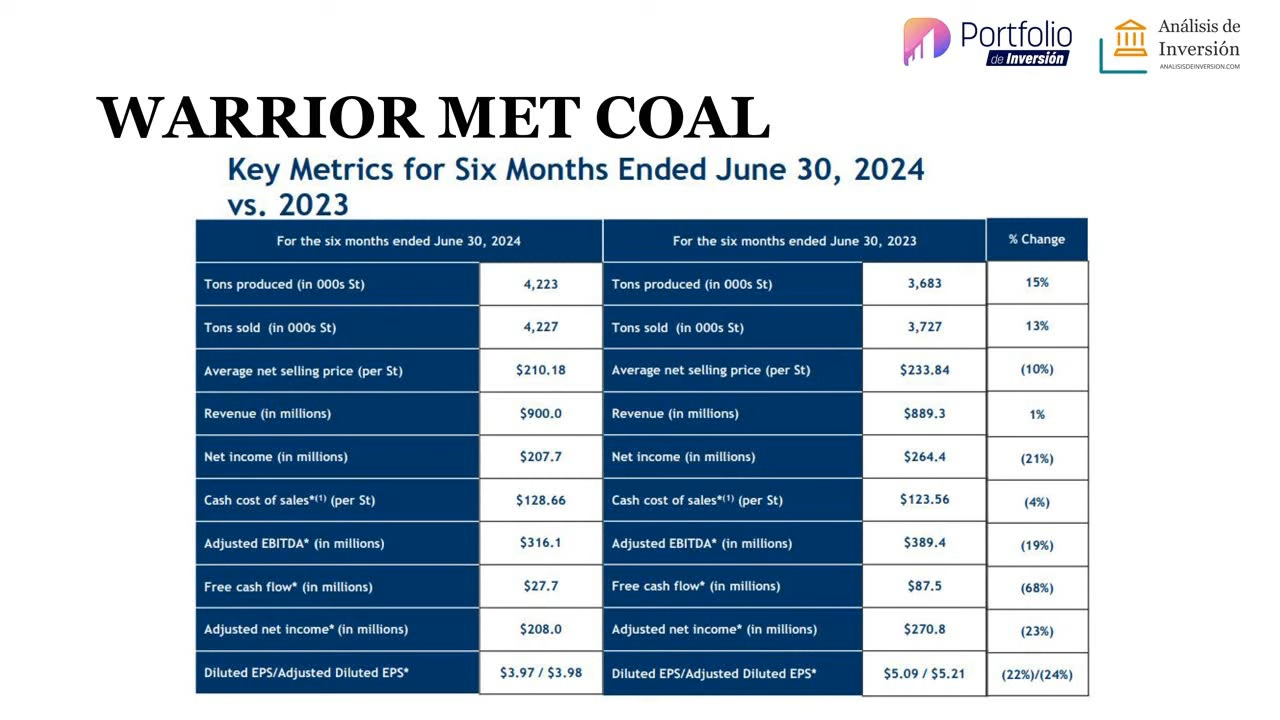 Portfolio
de Inversión
Análisis de
Inversión
ANALISISDEINVERSION.COM
WARRIOR MET COAL
Key Metrics for Six Months Ended June 30, 2024
vs. 2023
For the six months ended June 30, 2024 For the six months ended June 30, 2023 % Change
Tons produced (in 000s St) 4,223 Tons produced (in 000s St) 3,683 15%
Tons sold (in 000s St) 4,227 Tons sold (in 000s St) 3,727 13%
Average net selling price (per St) $210.18 Average net selling price (per St) $233.84 (10%)
Revenue (in millions) $900.0 Revenue (in millions) $889.3 1%
Net income (in millions) $207.7 Net income (in millions) $264.4 (21%)
Cash cost of sales*(1) (per St) $128.66 Cash cost of sales*(1) (per St) $123.56 (4%)
Adjusted EBITDA* (in millions) $316.1 Adjusted EBITDA* (in millions) $389.4 (19%)
Free cash flow* (in millions) $27.7 Free cash flow* (in millions) $87.5 (68%)
Adjusted net income* (in millions) $208.0 Adjusted net income* (in millions) $270.8 (23%)
Diluted EPS/Adjusted Diluted EPS* $3.97 / $3.98 Diluted EPS/Adjusted Diluted EPS* $5.09 / $5.21 (22%)/(24%)